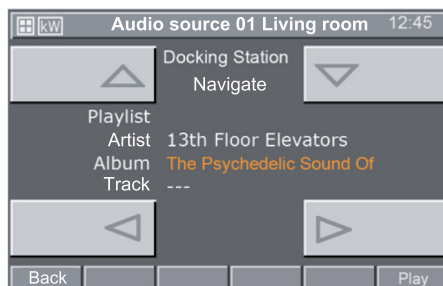 kW Audio source 01 Living room 12:45
Docking Station
Navigate
Playlist
Artist 13th Floor Elevators
Album The Psychedelic Sound Of
Track ---
Back Play